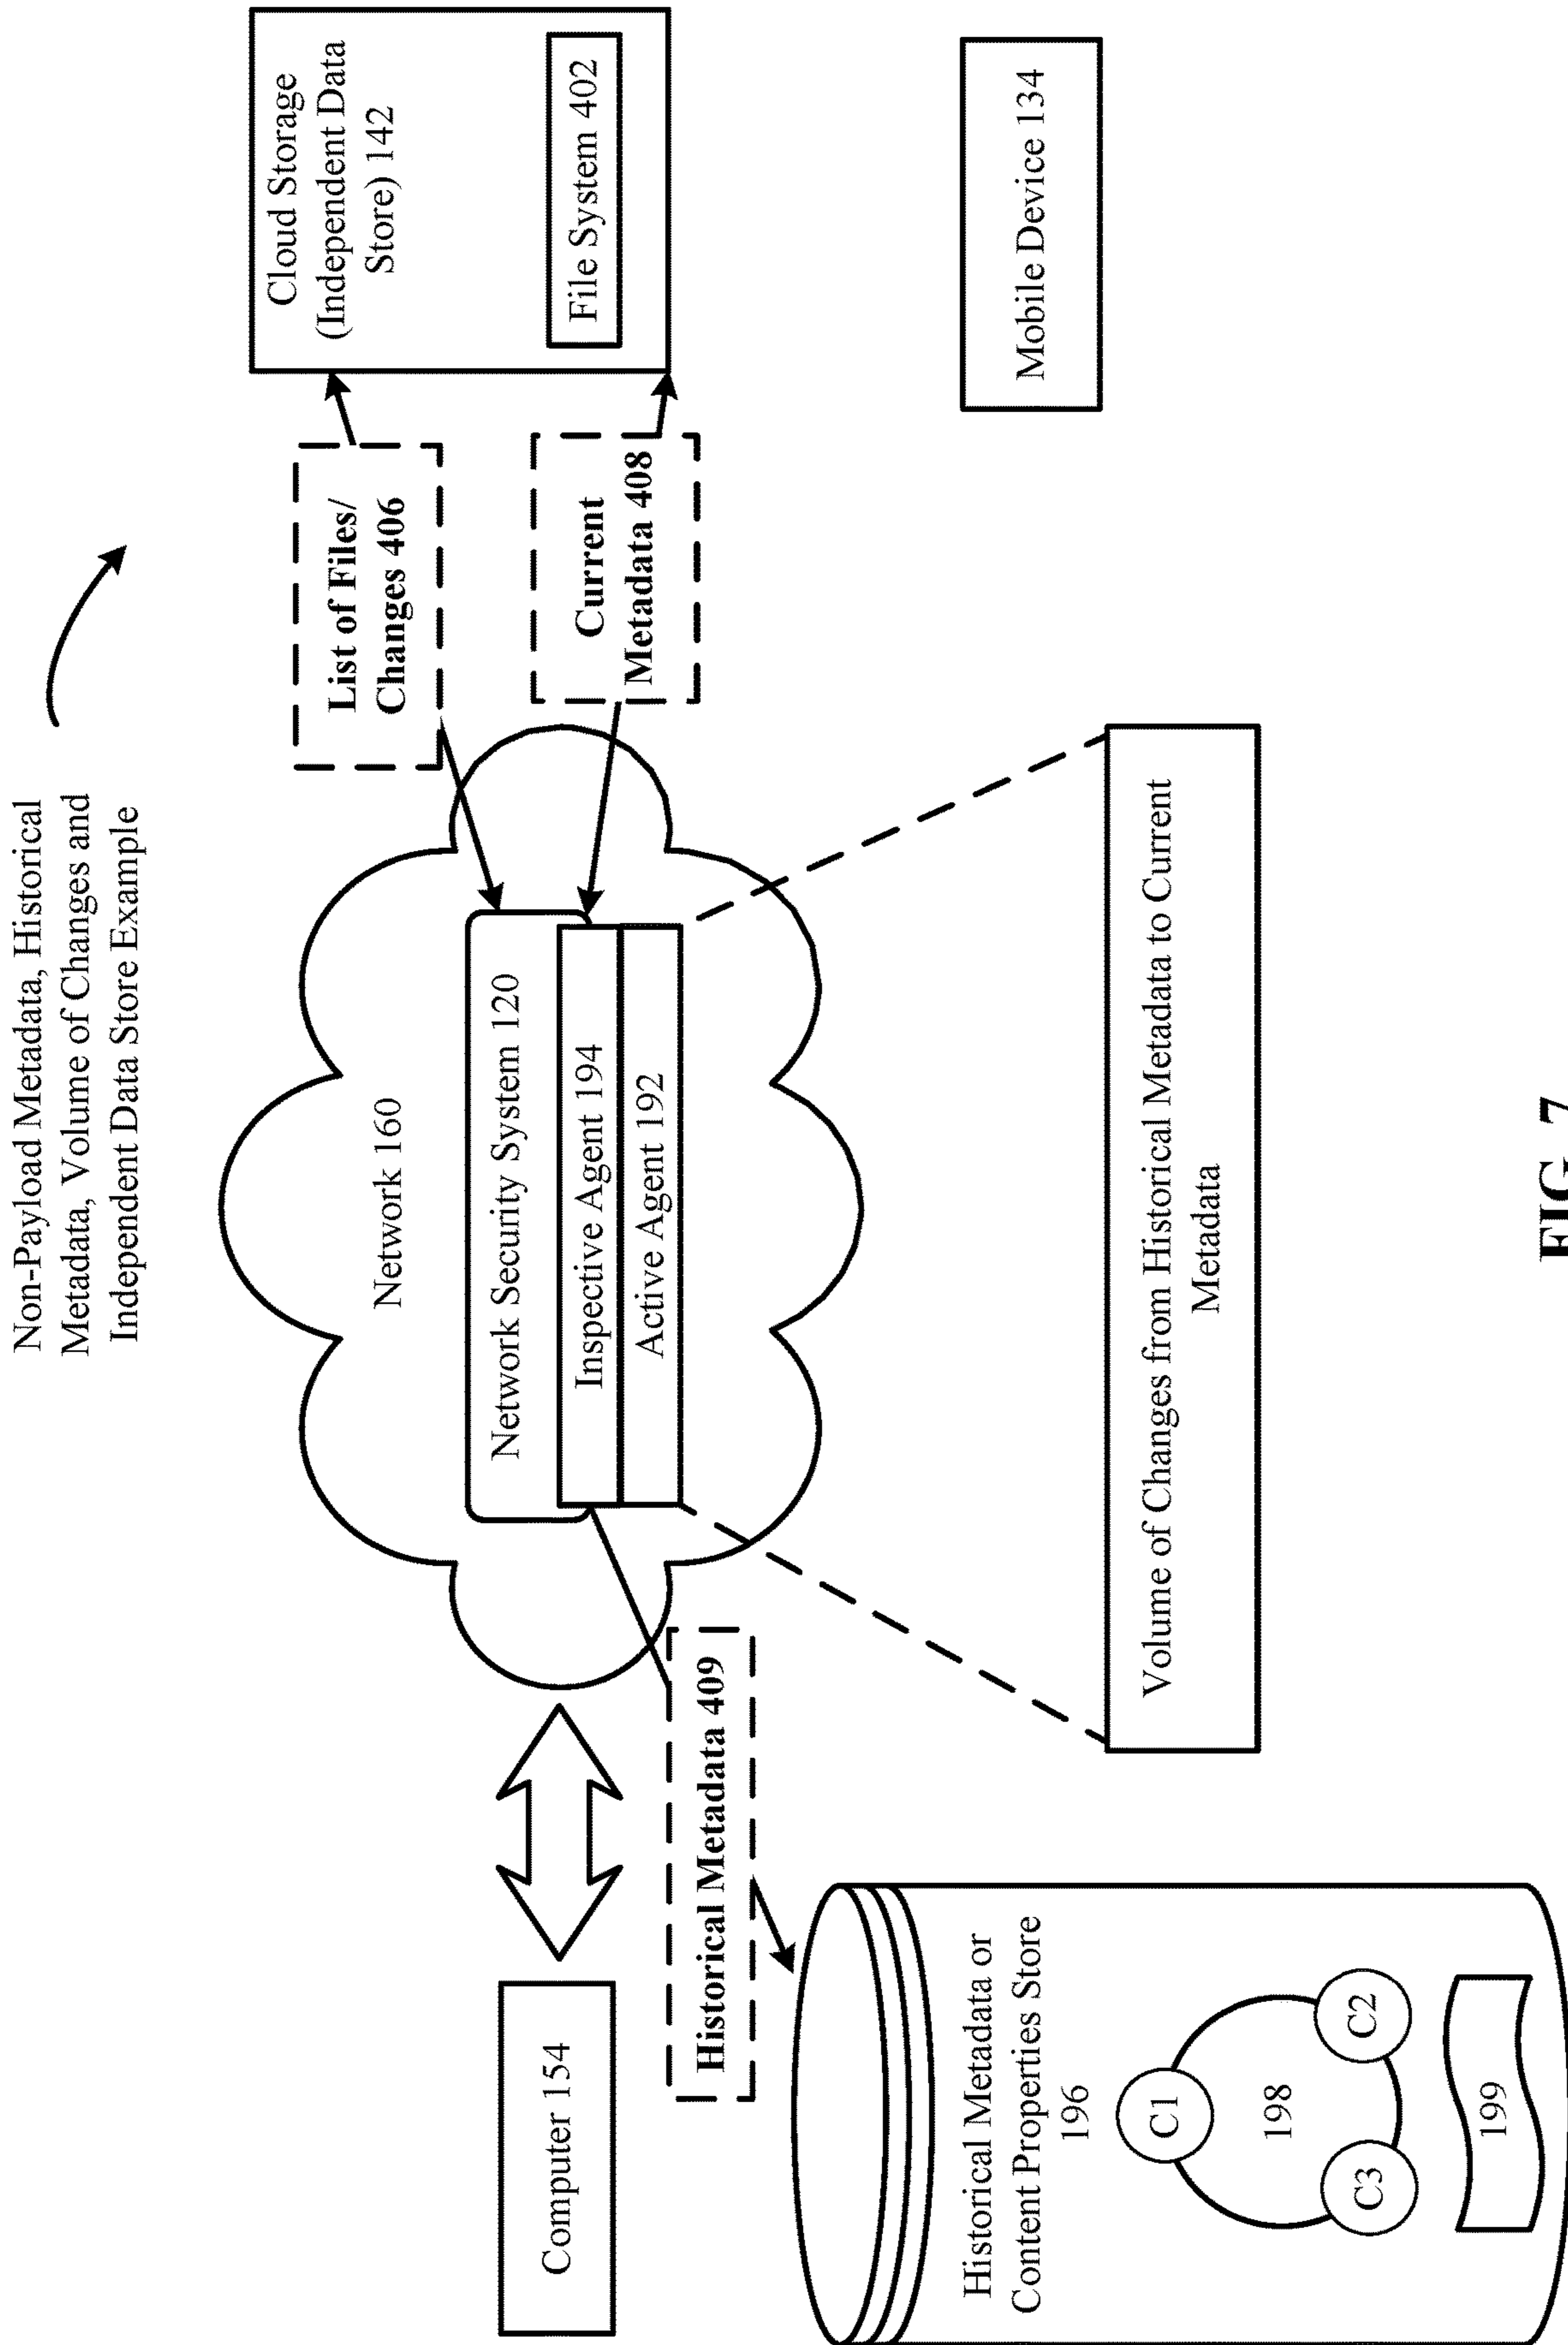 Non-Payload Metadata, Historical
Metadata, Volume of Changes and
Independent Data Store Example
Computer 154
Historical Metadata 409
Historical Metadata or
Content Properties Store
196
C1
198
C3
C2
199
Network 160
Network Security System 120
Inspective Agent 194
Active Agent 192
List of Files/
Changes 406
Current
Metadata 408
Cloud Storage
(Independent Data
Store) 142
File System 402
Mobile Device 134
Volume of Changes from Historical Metadata to Current
Metadata
FIG. 7